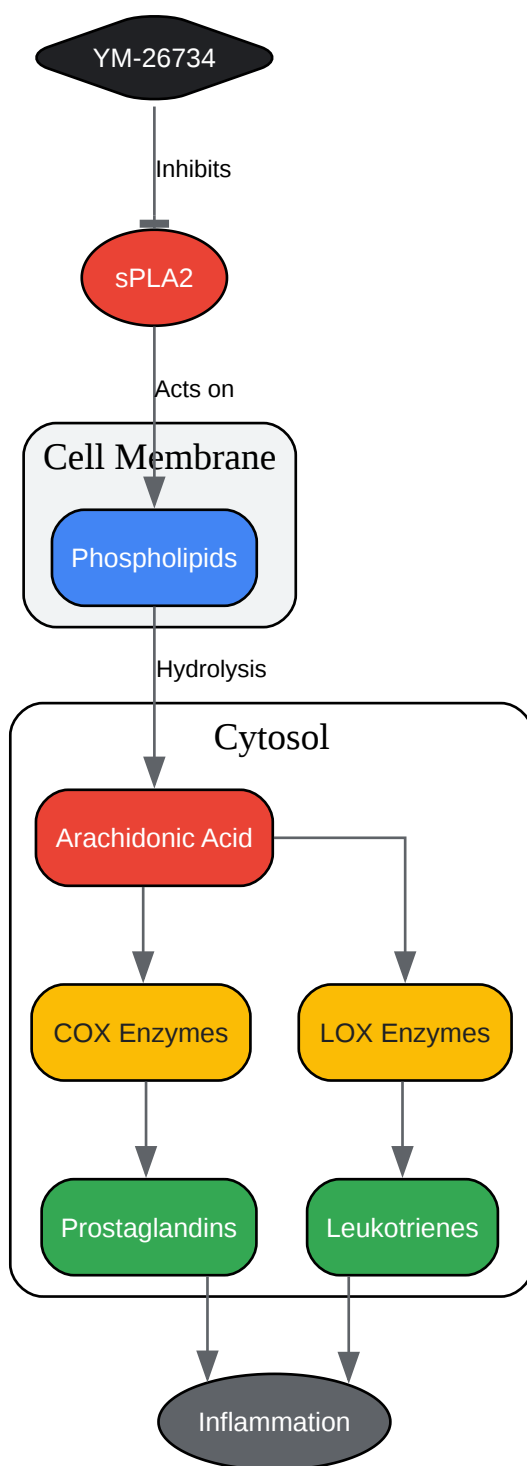 YM-26734
Inhibits
sPLA2
Acts on
Cell Membrane
Phospholipids
Hydrolysis
Cytosol
Arachidonic Acid
COX Enzymes
LOX Enzymes
Prostaglandins
Leukotrienes
Inflammation